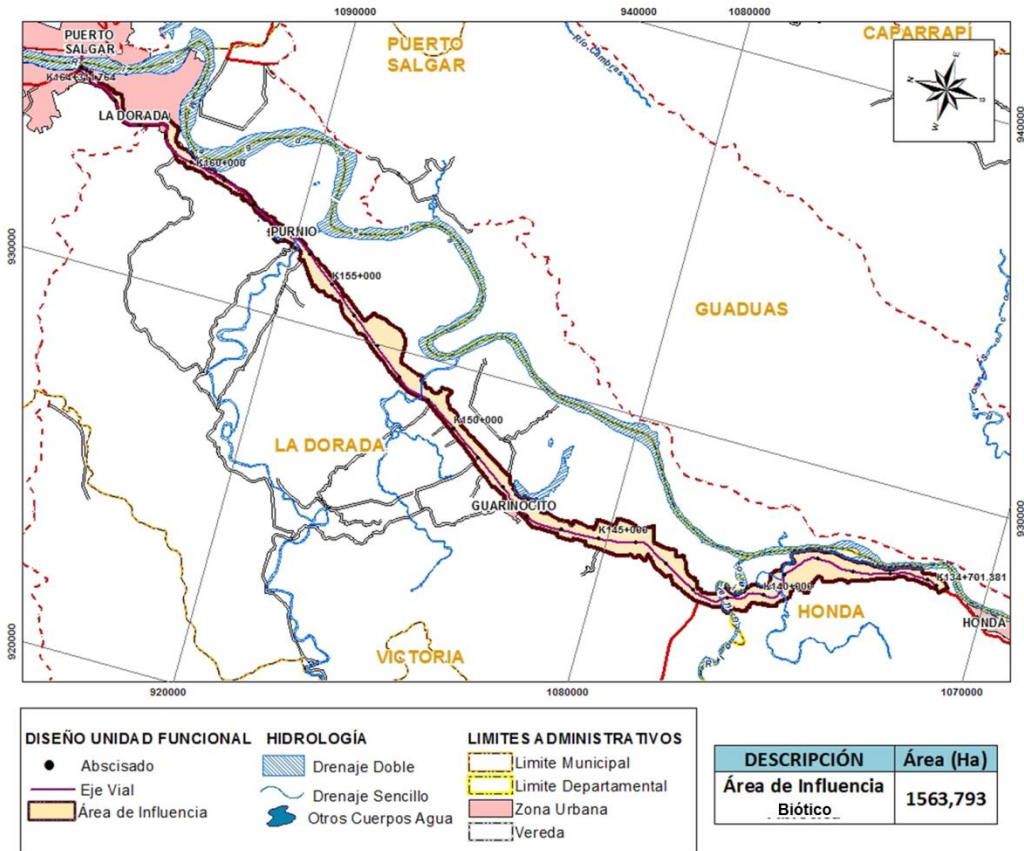 1090000
940000
1080000
PUERTO
SALGAR
PUERTO
SALGAR
CAPARRAPÍ
Río Cambres
N
E
S
W
LA DORADA
940000
K160+000
PURNIO
930000
K155+000
GUADUAS
K150+000
LA DORADA
GUARINOCITO
K145+000
930000
K134+701.381
K140+000
HONDA
HONDA
920000
VICTORIA
920000
1080000
1070000
DISEÑO UNIDAD FUNCIONAL
Abscisado
Eje Vial
Área de Influencia
HIDROLOGÍA
Drenaje Doble
Drenaje Sencillo
Otros Cuerpos Agua
LIMITES ADMINISTRATIVOS
Limite Municipal
Limite Departamental
Zona Urbana
Vereda
DESCRIPCIÓN Área (Ha)
Área de Influencia
Biótico
1563,793